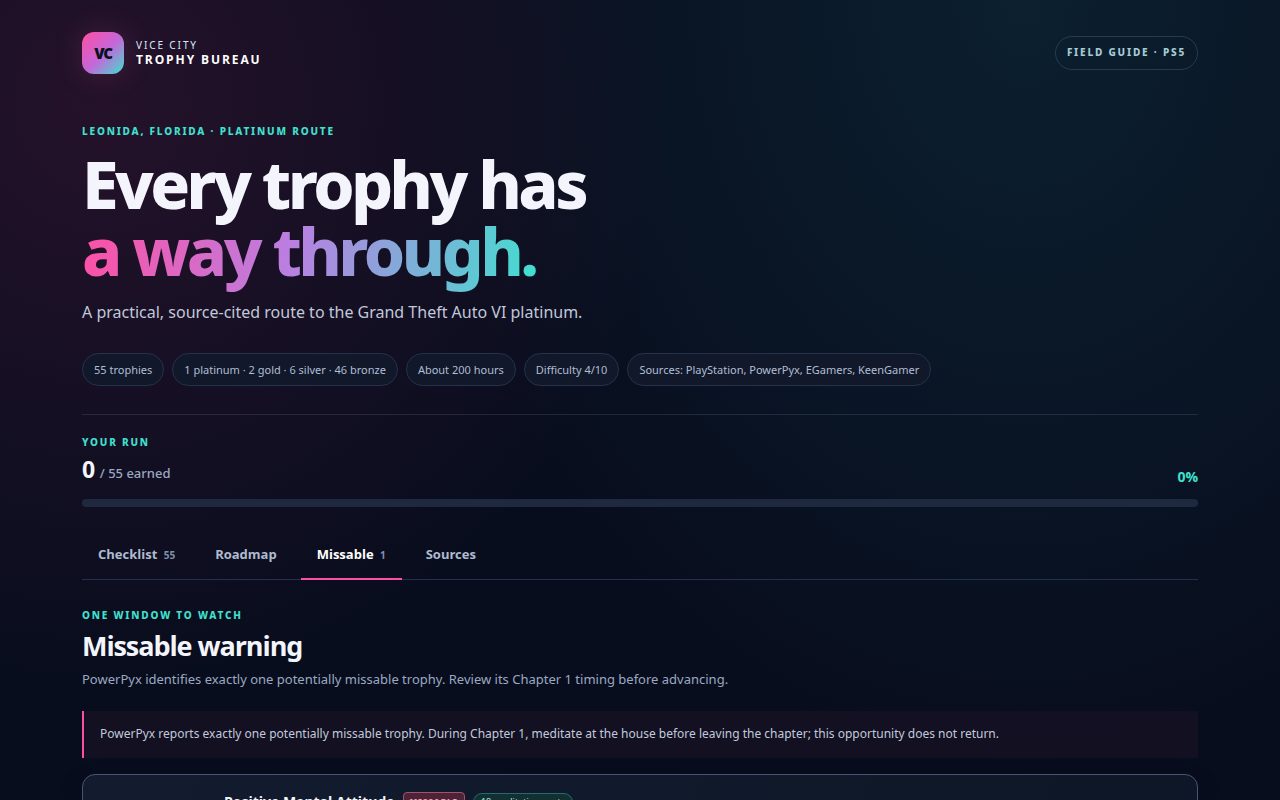 VC
VICE CITY
TROPHY BUREAU
FIELD GUIDE · PS5
LEONIDA, FLORIDA · PLATINUM ROUTE
Every trophy has
a way through.
A practical, source-cited route to the Grand Theft Auto VI platinum.
55 trophies
1 platinum · 2 gold · 6 silver · 46 bronze
About 200 hours
Difficulty 4/10
Sources: PlayStation, PowerPyx, EGamers, KeenGamer
YOUR RUN
0 / 55 earned
0%
Checklist 55
Roadmap
Missable 1
Sources
ONE WINDOW TO WATCH
Missable warning
PowerPyx identifies exactly one potentially missable trophy. Review its Chapter 1 timing before advancing.
PowerPyx reports exactly one potentially missable trophy. During Chapter 1, meditate at the house before leaving the chapter; this opportunity does not return.
Positive Mental Attitude